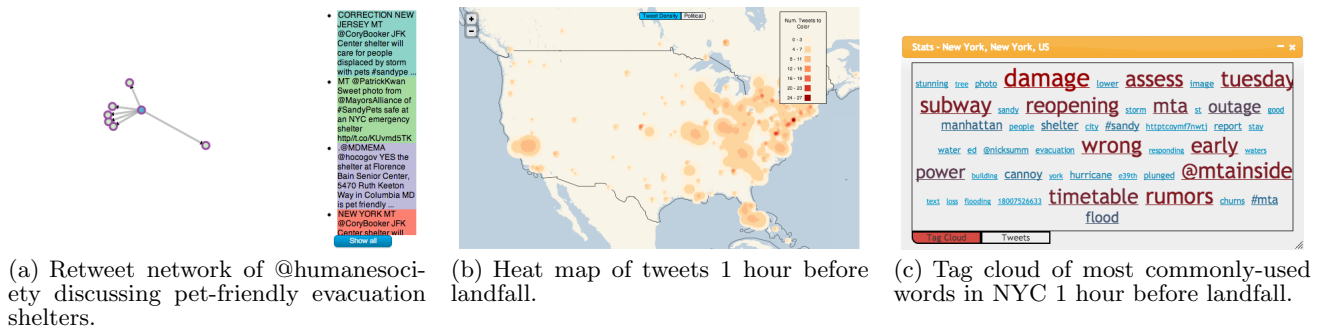 CORRECTION NEW
JERSEY MT
@CoryBooker JFK
Center shelter will
care for people
displaced by storm
with pets #sandype ...
MT @PatrickKwan
Sweet photo from
@MayorsAlliance of
#SandyPets safe at
an NYC emergency
shelter
http//t.co/KUvmd5TK
.@MDMEMA
@hocogov YES the
shelter at Florence
Bain Senior Center,
5470 Ruth Keeton
Way in Columbia MD
is pet friendly ...
NEW YORK MT
@CoryBooker JFK
Center shelter will
Show all
(a) Retweet network of @humanesoci-
ety discussing pet-friendly evacuation
shelters.
+
−
Tweet Density Political
Num. Tweets to
Color
0 - 3
4 - 7
8 - 11
12 - 15
16 - 19
20 - 23
24 - 27
(b) Heat map of tweets 1 hour before
landfall.
Stats - New York, New York, US
stunning tree photo damage lower assess image tuesday
subway sandy reopening storm mta st outage good
manhattan people shelter city #sandy httptcoymf7nwtj report stay
water ed @nicksumm evacuation wrong responding early waters
power building cannoy york hurricane e39th plunged @mtainside
text loss flooding 18007526633 timetable rumors churns #mta
flood
Tag Cloud Tweets
(c) Tag cloud of most commonly-used
words in NYC 1 hour before landfall.